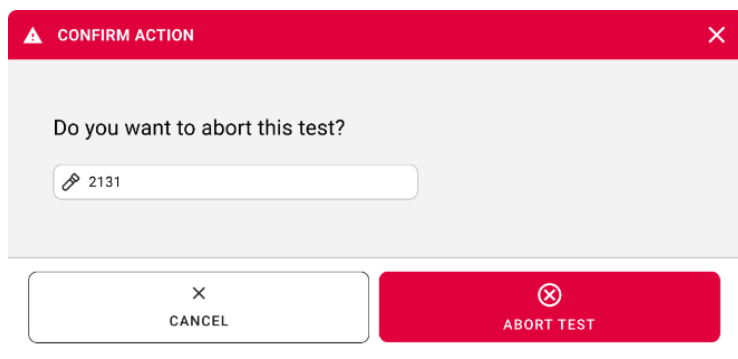 CONFIRM ACTION
Do you want to abort this test?
2131
CANCEL
ABORT TEST